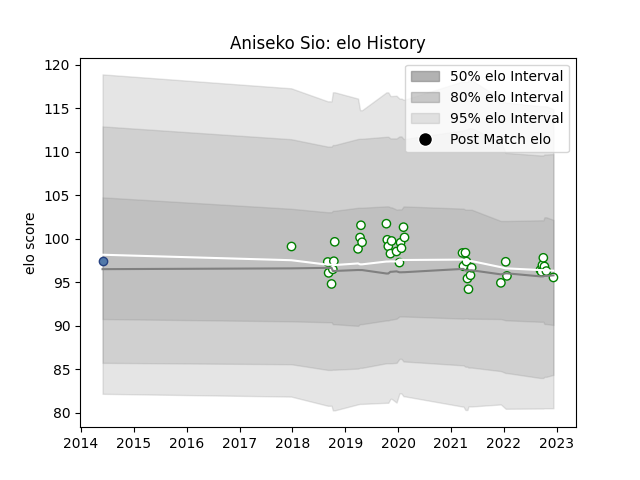 Aniseko Sio: elo History
120
115
110
105
100
95
90
85
80
elo score
50% elo Interval
80% elo Interval
95% elo Interval
Post Match elo
2014 2015 2016 2017 2018 2019 2020 2021 2022 2023